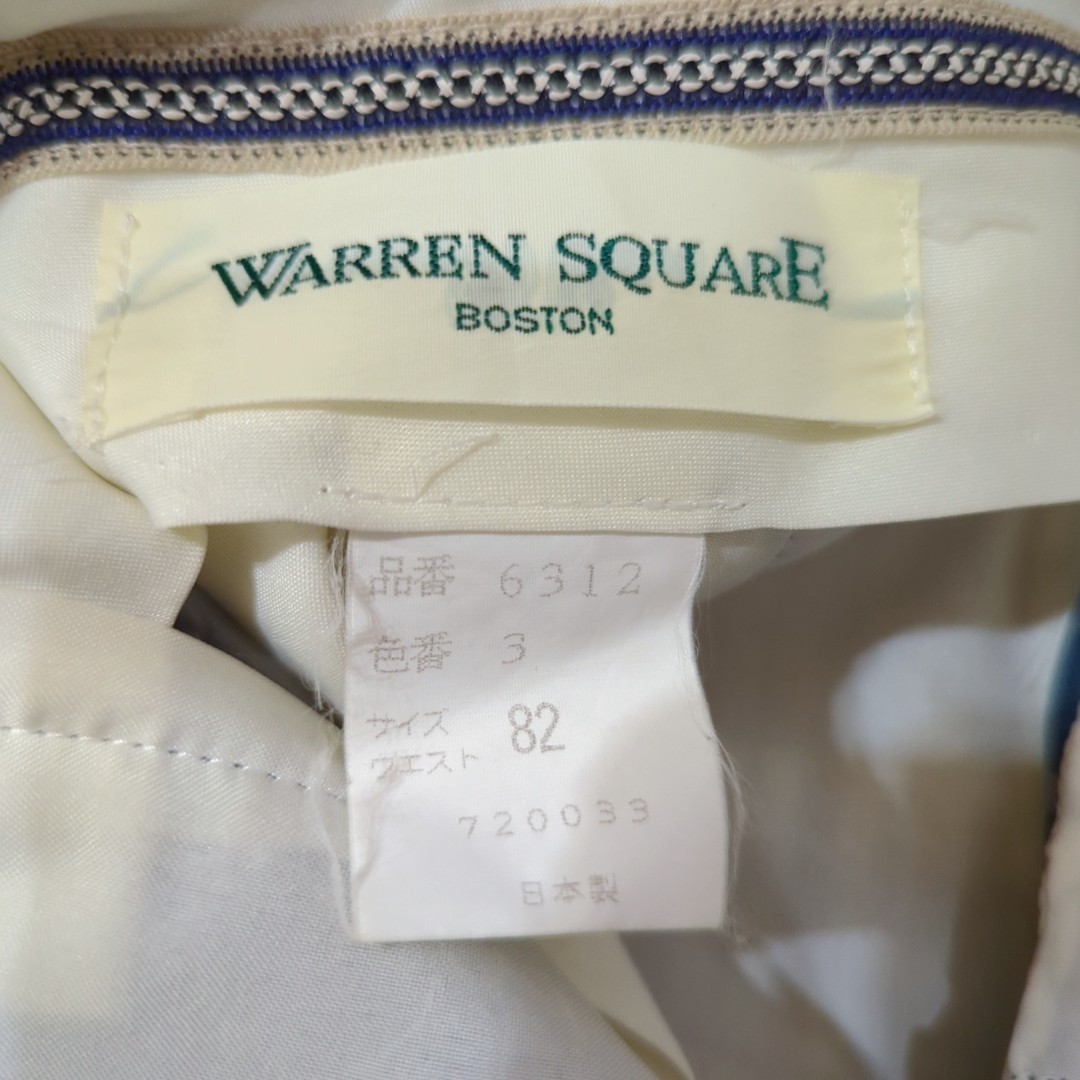 WARREN SQUARE
BOSTON
品番 6312
色番 3
サイズ
ウエスト 82
720033
日本製